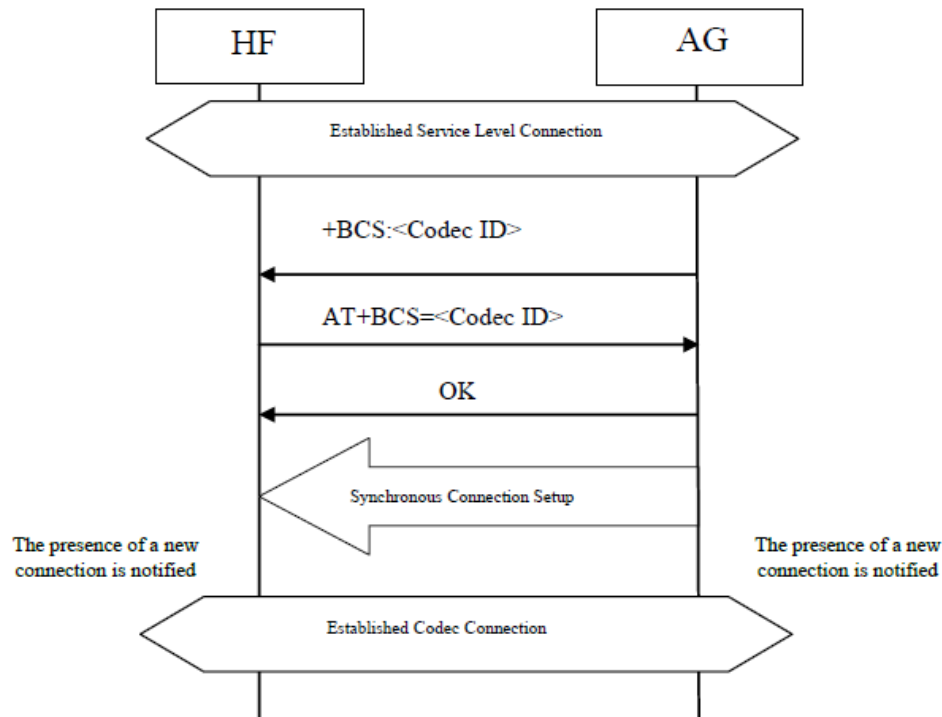 HF
AG
Established Service Level Connection
+BCS:<Codec ID>
AT+BCS=<Codec ID>
OK
Synchronous Connection Setup
The presence of a new
connection is notified
The presence of a new
connection is notified
Established Codec Connection